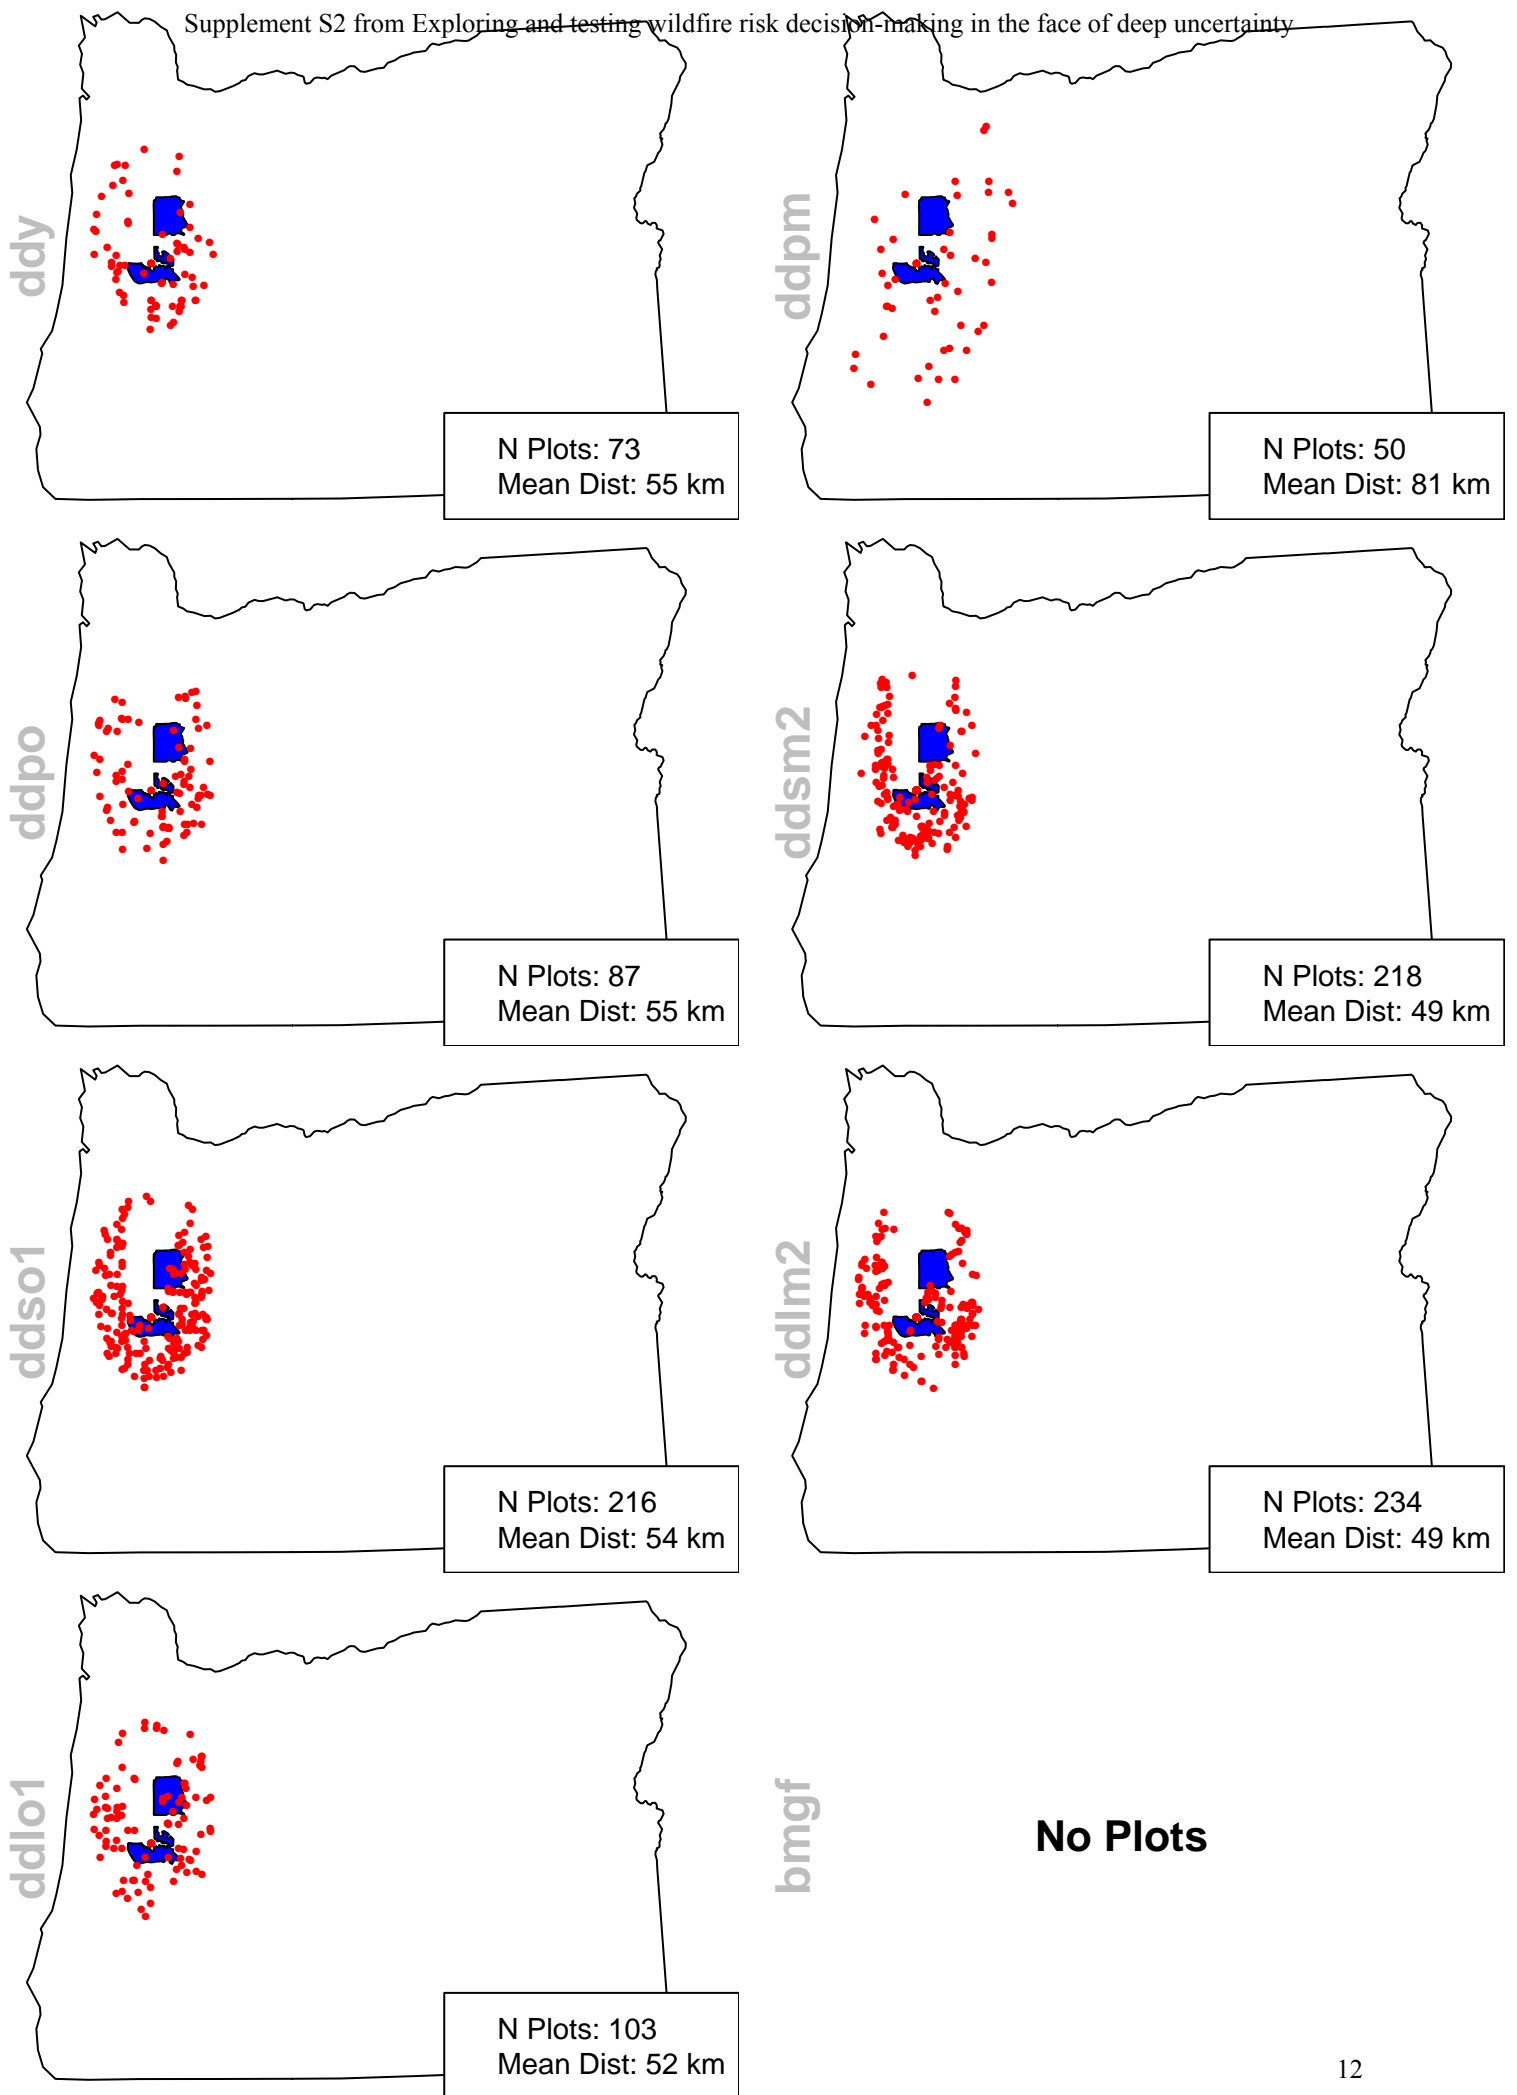 Supplement S2 from Exploring and testing wildfire risk decision-making in the face of deep uncertainty
ddy
N Plots: 73
Mean Dist: 55 km
ddpm
N Plots: 50
Mean Dist: 81 km
ddpo
N Plots: 87
Mean Dist: 55 km
ddsm2
N Plots: 218
Mean Dist: 49 km
ddso1
N Plots: 216
Mean Dist: 54 km
ddlm2
N Plots: 234
Mean Dist: 49 km
ddlo1
N Plots: 103
Mean Dist: 52 km
bmgf
No Plots
12